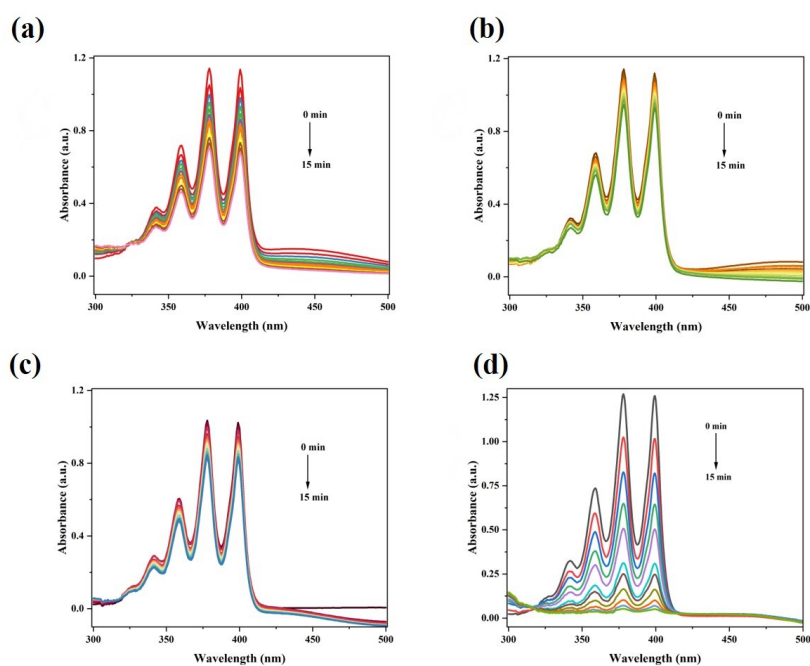 (a)
Absorbance (a.u.)
1.2
0.8
0.4
0.0
300
350
400
450
500
Wavelength (nm)
0 min
15 min
(b)
Absorbance (a.u.)
1.2
0.8
0.4
0.0
300
350
400
450
500
Wavelength (nm)
0 min
15 min
(c)
Absorbance (a.u.)
1.2
0.8
0.4
0.0
300
350
400
450
500
Wavelength (nm)
0 min
15 min
(d)
Absorbance (a.u.)
1.25
1.00
0.75
0.50
0.25
0.00
300
350
400
450
500
Wavelength (nm)
0 min
15 min